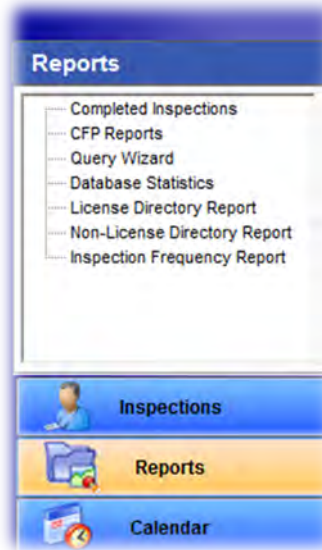 Reports
Completed Inspections
CFP Reports
Query Wizard
Database Statistics
License Directory Report
Non-License Directory Report
Inspection Frequency Report
Inspections
Reports
Calendar